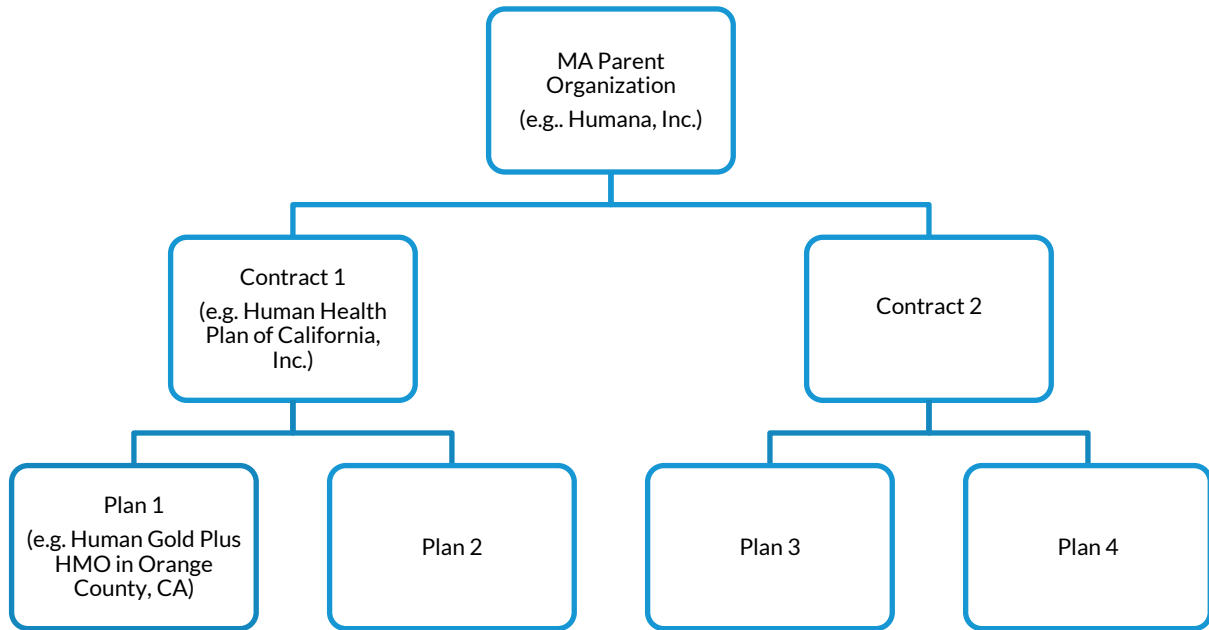 MA Parent
Organization
(e.g.. Humana, Inc.)
Contract 1
(e.g. Human Health
Plan of California,
Inc.)
Contract 2
Plan 1
(e.g. Human Gold Plus
HMO in Orange
County, CA)
Plan 2
Plan 3
Plan 4